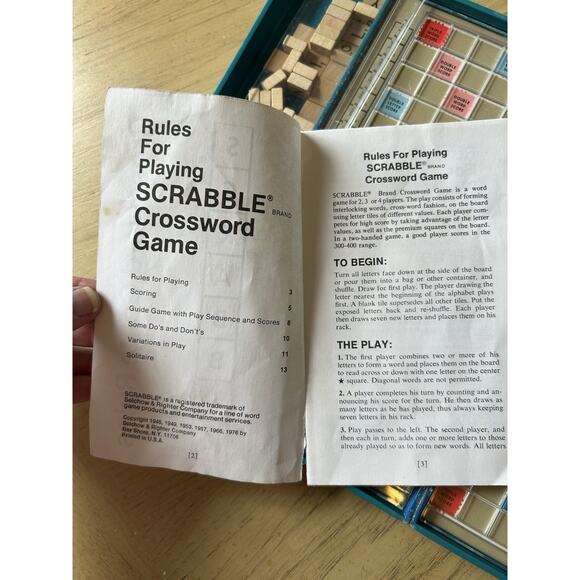 Rules
For
Playing
SCRABBLE® BRAND
Crossword
Game
Rules for Playing 3
Scoring 5
Guide Game with Play Sequence and Scores 8
Some Do's and Don't's 10
Variations in Play 11
Solitaire 13
SCRABBLE® is a registered trademark of
Selchow & Righter Company for a line of word
game products and entertainment services.
Copyright 1948, 1949, 1953, 1957, 1966, 1976 by
Selchow & Righter Company
Bay Shore, N.Y. 11706
Printed in U.S.A.
[2]
Rules For Playing
SCRABBLE® BRAND
Crossword Game
SCRABBLE® Brand Crossword Game is a word
game for 2, 3 or 4 players. The play consists of forming
interlocking words, cross-word fashion, on the board
using letter tiles of different values. Each player com-
petes for high score by taking advantage of the letter
values, as well as the premium squares on the board.
In a two-handed game, a good player scores in the
300-400 range.
TO BEGIN:
Turn all letters face down at the side of the board
or pour them into a bag or other container, and
shuffle. Draw for first play. The player drawing the
letter nearest the beginning of the alphabet plays
first. A blank tile supersedes all other tiles. Put the
exposed letters back and reshuffle. Each player
then draws seven letters and places them on his
rack.
THE PLAY:
1. The first player combines two or more of his
letters to form a word and places them on the board
to read across or down with one letter on the center
★ square. Diagonal words are not permitted.
2. A player completes his turn by counting and an-
nouncing his score for the turn. He then draws as
many letters as he has played, thus always keeping
seven letters in his rack.
3. Play passes to the left. The second player, and
then each in turn, adds one or more letters to those
already played so as to form new words. All letters
[3]
TRIPLE
WORD
SCORE
DOUBLE
WORD
SCORE
DOUBLE
LETTER
SCORE
DOUBLE
WORD
SCORE